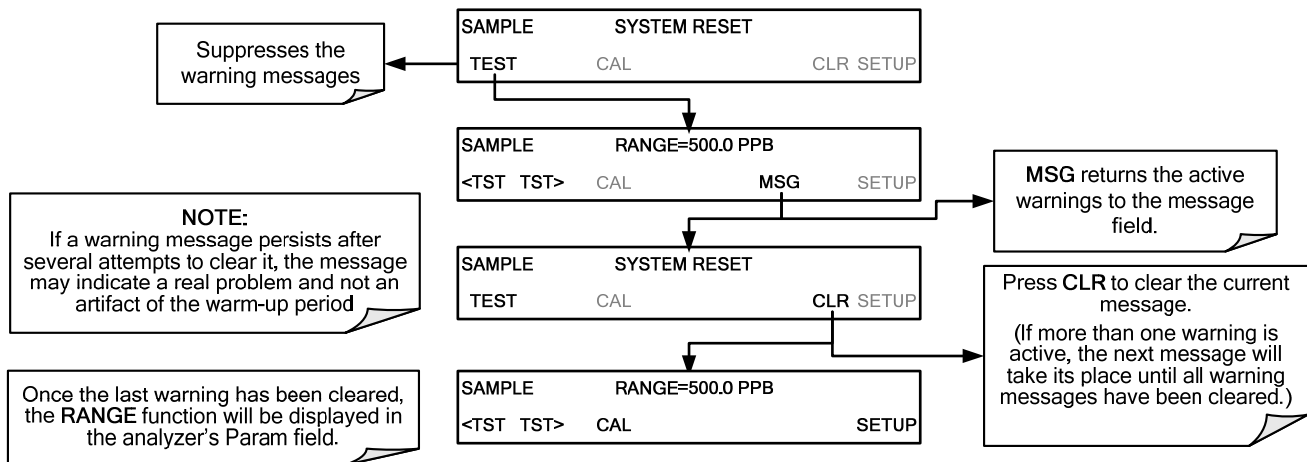 Suppresses the
warning messages
SAMPLE SYSTEM RESET
TEST CAL CLR SETUP
SAMPLE RANGE=500.0 PPB
<TST TST> CAL MSG SETUP
MSG returns the active
warnings to the message
field.
NOTE:
If a warning message persists after
several attempts to clear it, the message
may indicate a real problem and not an
artifact of the warm-up period
SAMPLE SYSTEM RESET
TEST CAL CLR SETUP
Press CLR to clear the current
message.
(If more than one warning is
active, the next message will
take its place until all warning
messages have been cleared.)
Once the last warning has been cleared,
the RANGE function will be displayed in
the analyzer's Param field.
SAMPLE RANGE=500.0 PPB
<TST TST> CAL SETUP